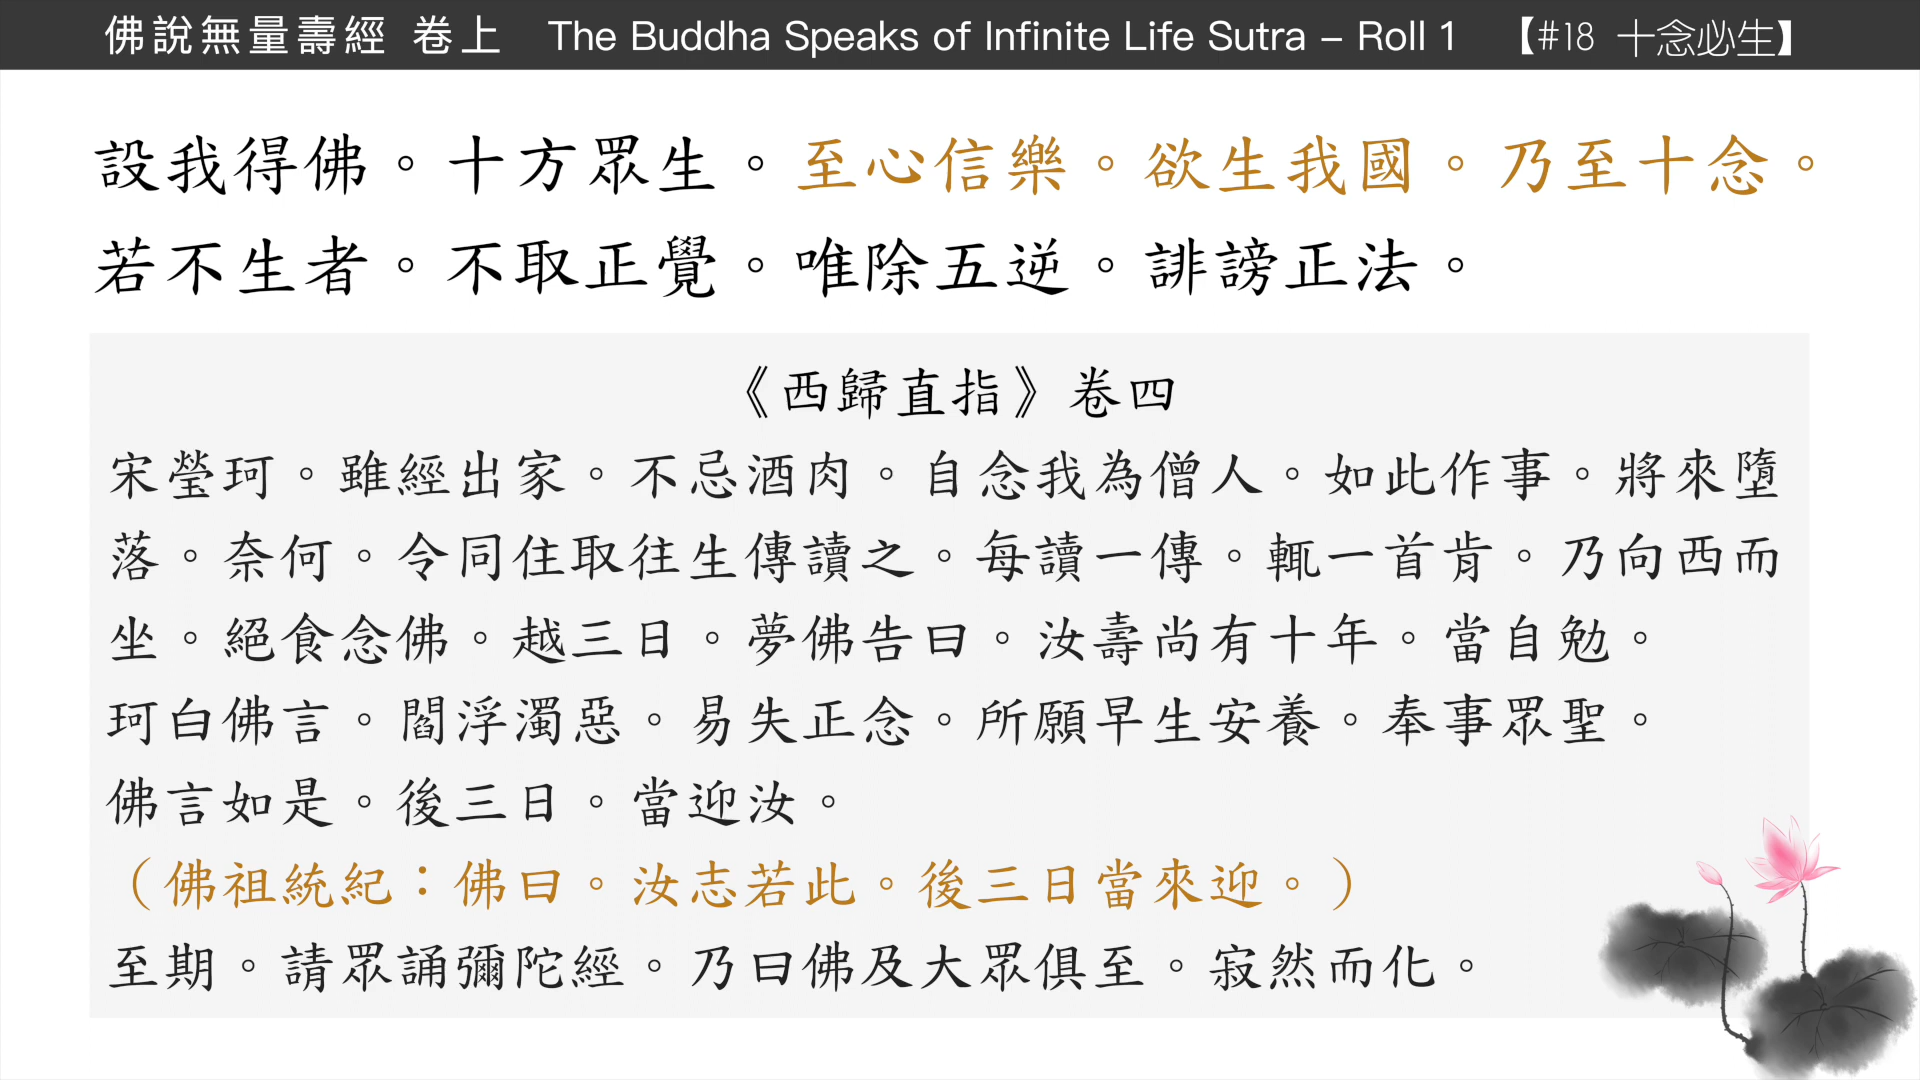 佛說無量壽經 卷上 The Buddha Speaks of Infinite Life Sutra – Roll 1 【#18 十念必生】
設我得佛。十方眾生。至心信樂。欲生我國。乃至十念。
若不生者。不取正覺。唯除五逆。誹謗正法。
《西歸直指》卷四
宋瑩珂。雖經出家。不忌酒肉。自念我為僧人。如此作事。將來墮
落。奈何。令同住取往生傳讀之。每讀一傳。輒一首肯。乃向西而
坐。絕食念佛。越三日。夢佛告曰。汝壽尚有十年。當自勉。
珂白佛言。閻浮濁惡。易失正念。所願早生安養。奉事眾聖。
佛言如是。後三日。當迎汝。
（佛祖統紀：佛曰。汝志若此。後三日當來迎。）
至期。請眾誦彌陀經。乃曰佛及大眾俱至。寂然而化。